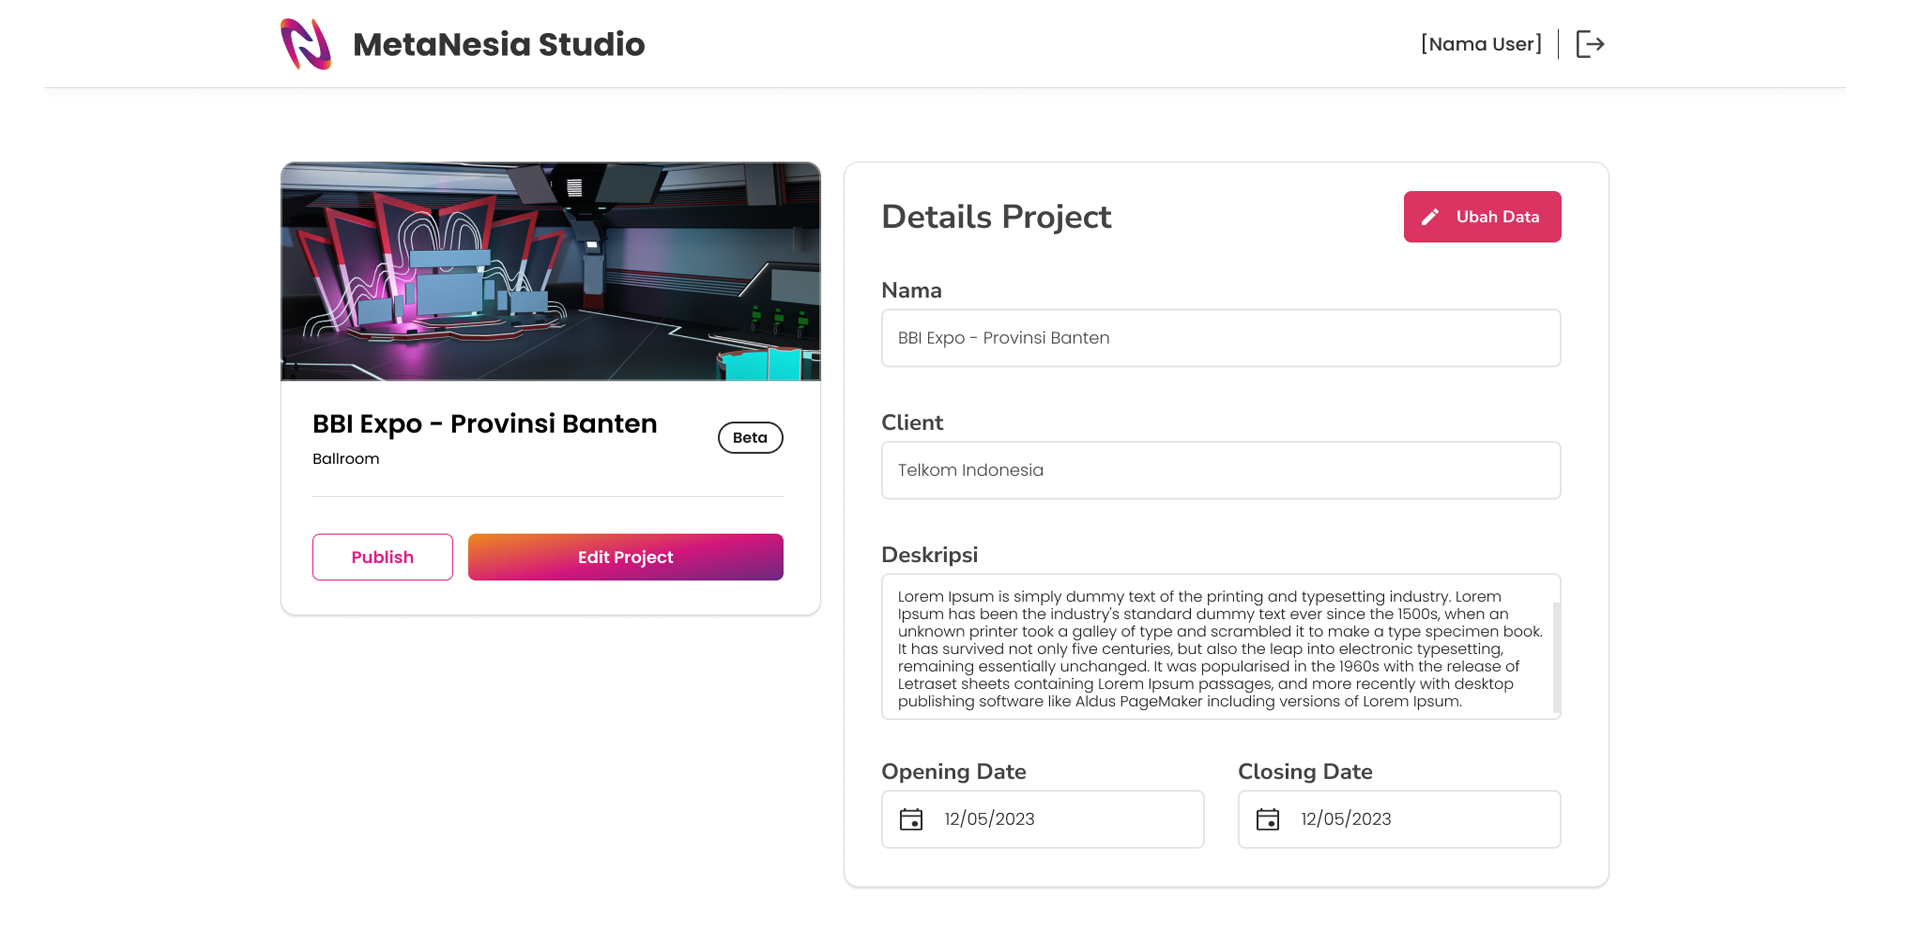 MetaNesia Studio
[Nama User]
BBI Expo - Provinsi Banten
Ballroom
Beta
Publish
Edit Project
Details Project
Ubah Data
Nama
BBI Expo - Provinsi Banten
Client
Telkom Indonesia
Deskripsi
Lorem Ipsum is simply dummy text of the printing and typesetting industry. Lorem
Ipsum has been the industry's standard dummy text ever since the 1500s, when an
unknown printer took a galley of type and scrambled it to make a type specimen book.
It has survived not only five centuries, but also the leap into electronic typesetting,
remaining essentially unchanged. It was popularised in the 1960s with the release of
Letraset sheets containing Lorem Ipsum passages, and more recently with desktop
publishing software like Aldus PageMaker including versions of Lorem Ipsum.
Opening Date
Closing Date
12/05/2023
12/05/2023